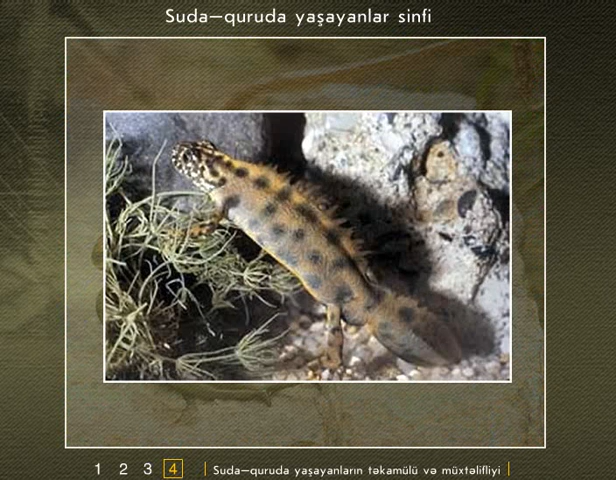 Suda–quruda yaşayanlar sinfi
1 2 3 4 | Suda–quruda yaşayanların təkamülü və müxtəlifliyi |